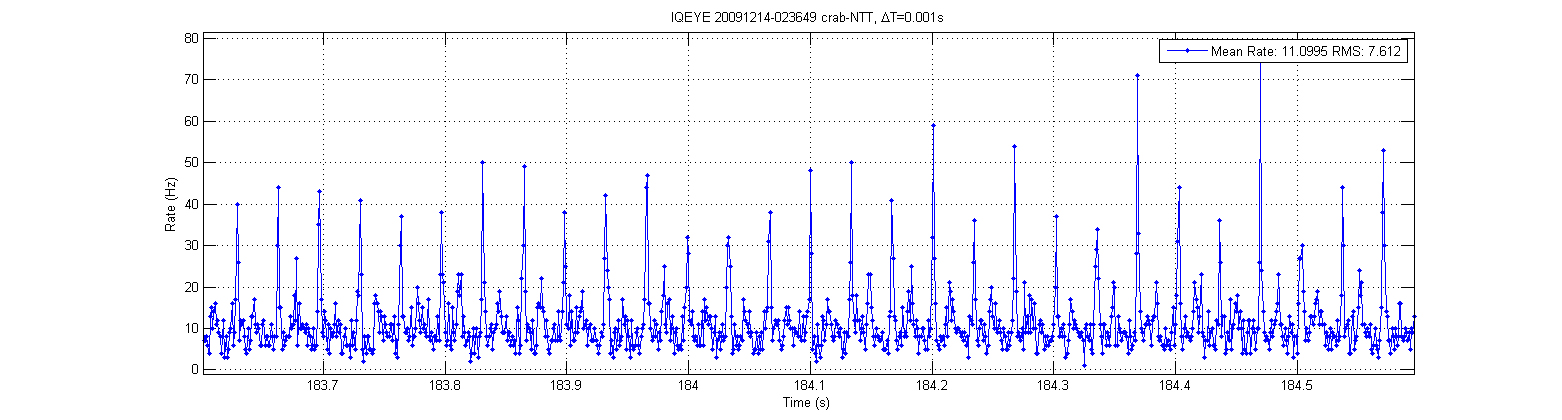 IQEYE 20091214-023649 crab-NTT, ΔT=0.001s
Mean Rate: 11.0995 RMS: 7.612
80
70
60
50
40
30
20
10
0
Rate (Hz)
183.7 183.8 183.9 184 184.1 184.2 184.3 184.4 184.5
Time (s)